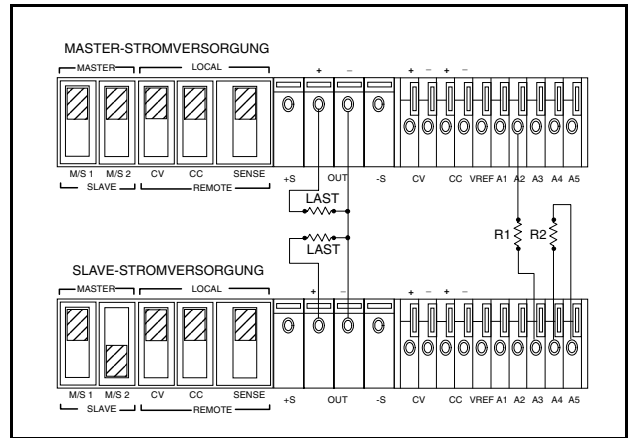 MASTER-STROMVERSORGUNG
MASTER LOCAL + − + − + −
M/S 1 M/S 2 CV CC SENSE +S OUT -S CV CC VREF A1 A2 A3 A4 A5
SLAVE REMOTE
LAST
R1 R2
LAST
SLAVE-STROMVERSORGUNG
MASTER LOCAL + − + − + −
M/S 1 M/S 2 CV CC SENSE +S OUT -S CV CC VREF A1 A2 A3 A4 A5
SLAVE REMOTE